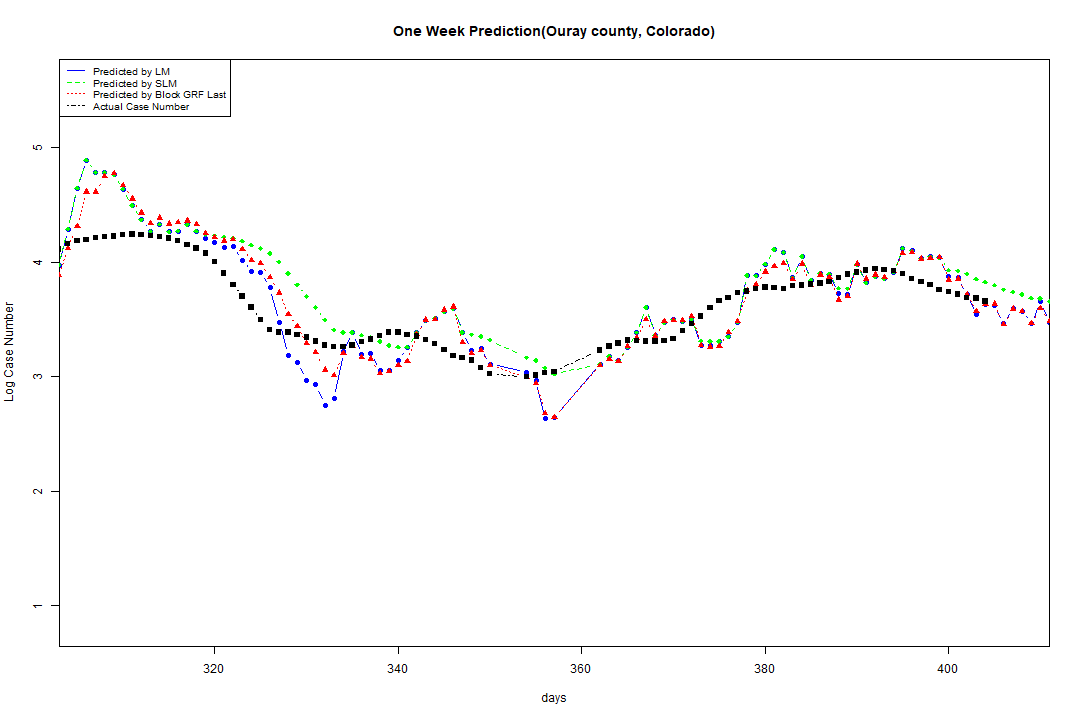 One Week Prediction(Ouray county, Colorado)
Predicted by LM
Predicted by SLM
Predicted by Block GRF Last
Actual Case Number
5
4
3
2
1
Log Case Number
320 340 360 380 400
days